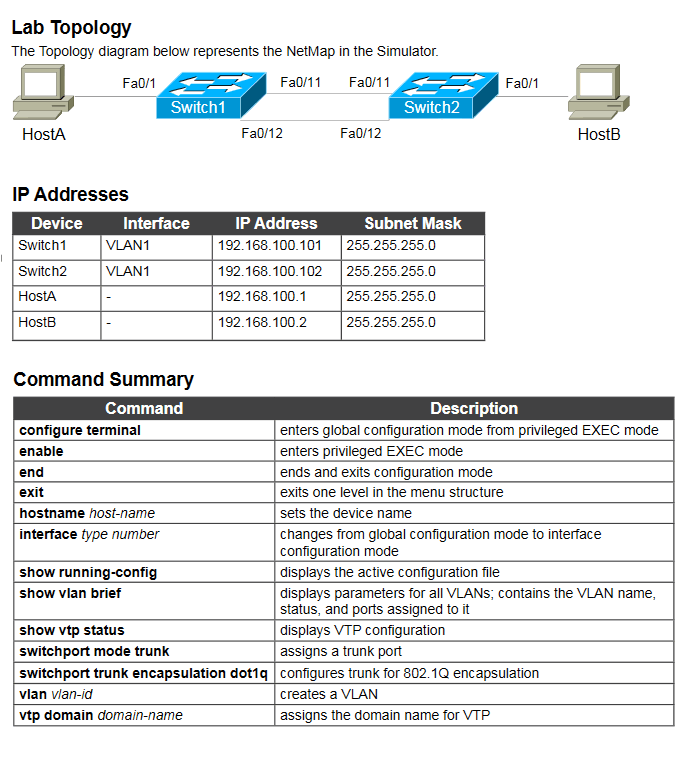 Lab Topology
The Topology diagram below represents the NetMap in the Simulator.
Fa0/1 Fa0/11 Fa0/11 Fa0/1
Switch1 Switch2
HostA Fa0/12 Fa0/12 HostB
IP Addresses
Device Interface IP Address Subnet Mask
Switch1 VLAN1 192.168.100.101 255.255.255.0
Switch2 VLAN1 192.168.100.102 255.255.255.0
HostA - 192.168.100.1 255.255.255.0
HostB - 192.168.100.2 255.255.255.0
Command Summary
Command Description
configure terminal enters global configuration mode from privileged EXEC mode
enable enters privileged EXEC mode
end ends and exits configuration mode
exit exits one level in the menu structure
hostname host-name sets the device name
interface type number changes from global configuration mode to interface
configuration mode
show running-config displays the active configuration file
show vlan brief displays parameters for all VLANs; contains the VLAN name,
status, and ports assigned to it
show vtp status displays VTP configuration
switchport mode trunk assigns a trunk port
switchport trunk encapsulation dot1q configures trunk for 802.1Q encapsulation
vlan vlan-id creates a VLAN
vtp domain domain-name assigns the domain name for VTP